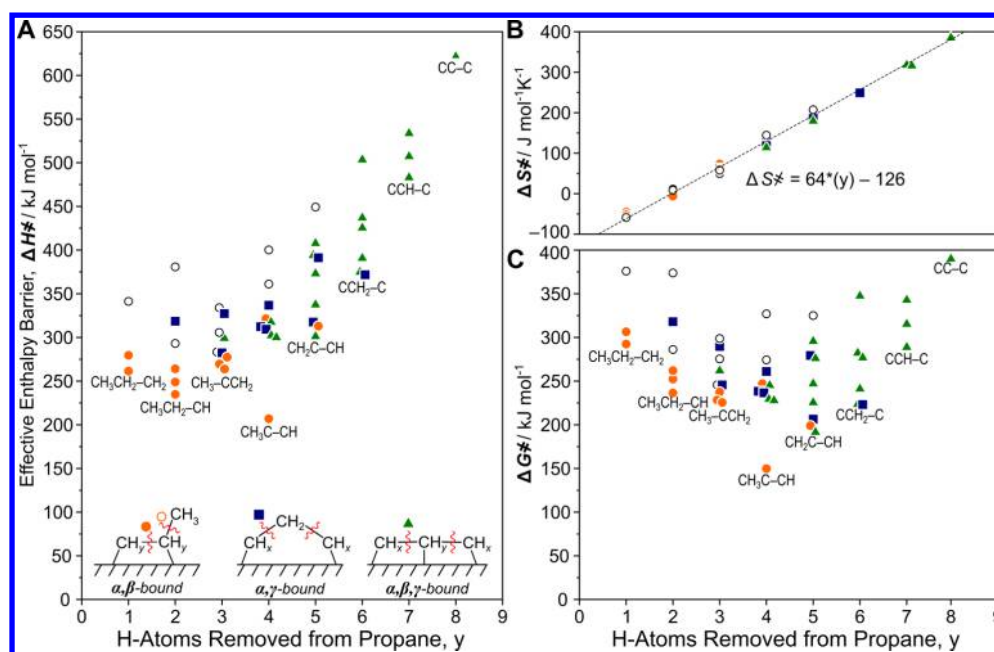 A
Effective Enthalpy Barrier, ΔH‡ / kJ mol⁻¹
650
600
550
500
450
400
350
300
250
200
150
100
50
0
CC–C
CCH–C
CCH₂–C
CH₂C–CH
CH₃CH₂–CH₂
CH₃–CCH₂
CH₃CH₂–CH
CH₃C–CH
CHy CHy CH₃
α,β-bound
CHx CH₂ CHx
α,γ-bound
CHx CHy CHx
α,β,γ-bound
0 1 2 3 4 5 6 7 8 9
H-Atoms Removed from Propane, y
B
ΔS‡ / J mol⁻¹K⁻¹
400
300
200
100
0
–100
ΔS‡ = 64*(y) – 126
C
ΔG‡ / kJ mol⁻¹
400
350
300
250
200
150
100
50
0
CC–C
CH₃CH₂–CH₂
CCH–C
CH₃CH₂–CH
CH₃–CCH₂
CCH₂–C
CH₂C–CH
CH₃C–CH
0 1 2 3 4 5 6 7 8 9
H-Atoms Removed from Propane, y